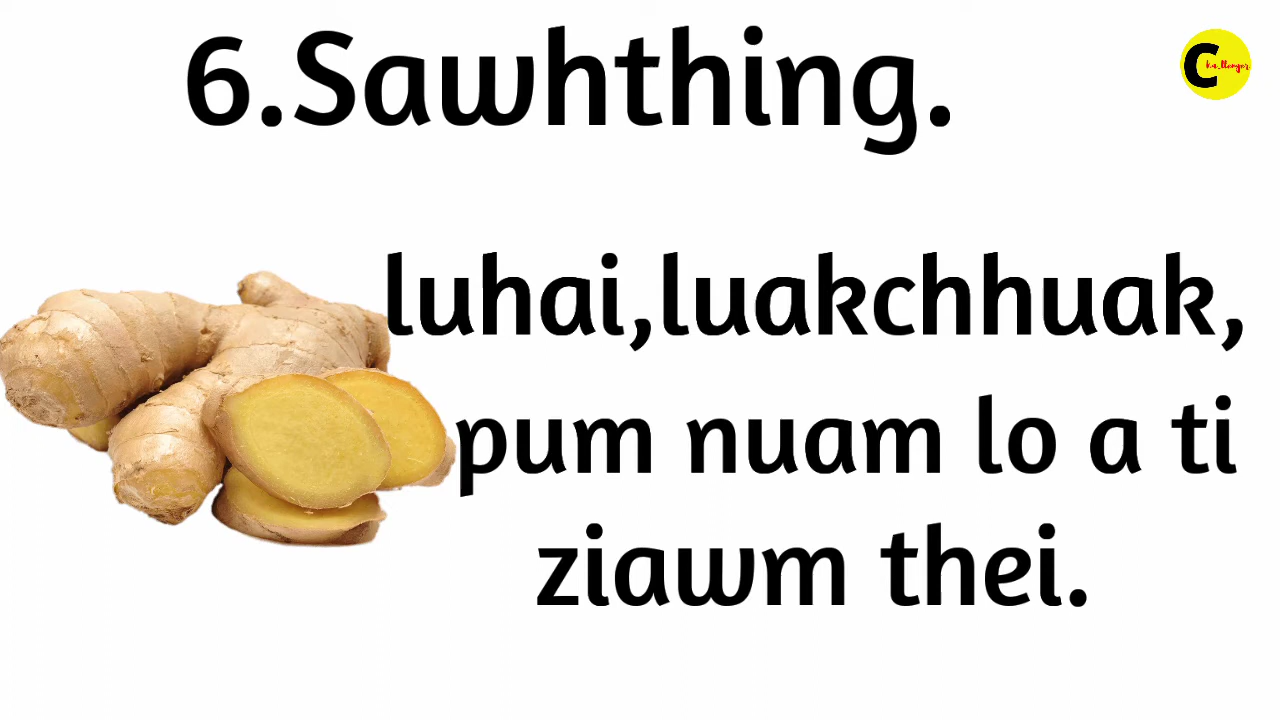 6.Sawhthing.
luhai,luakchhuak,
pum nuam lo a ti
ziawm thei.